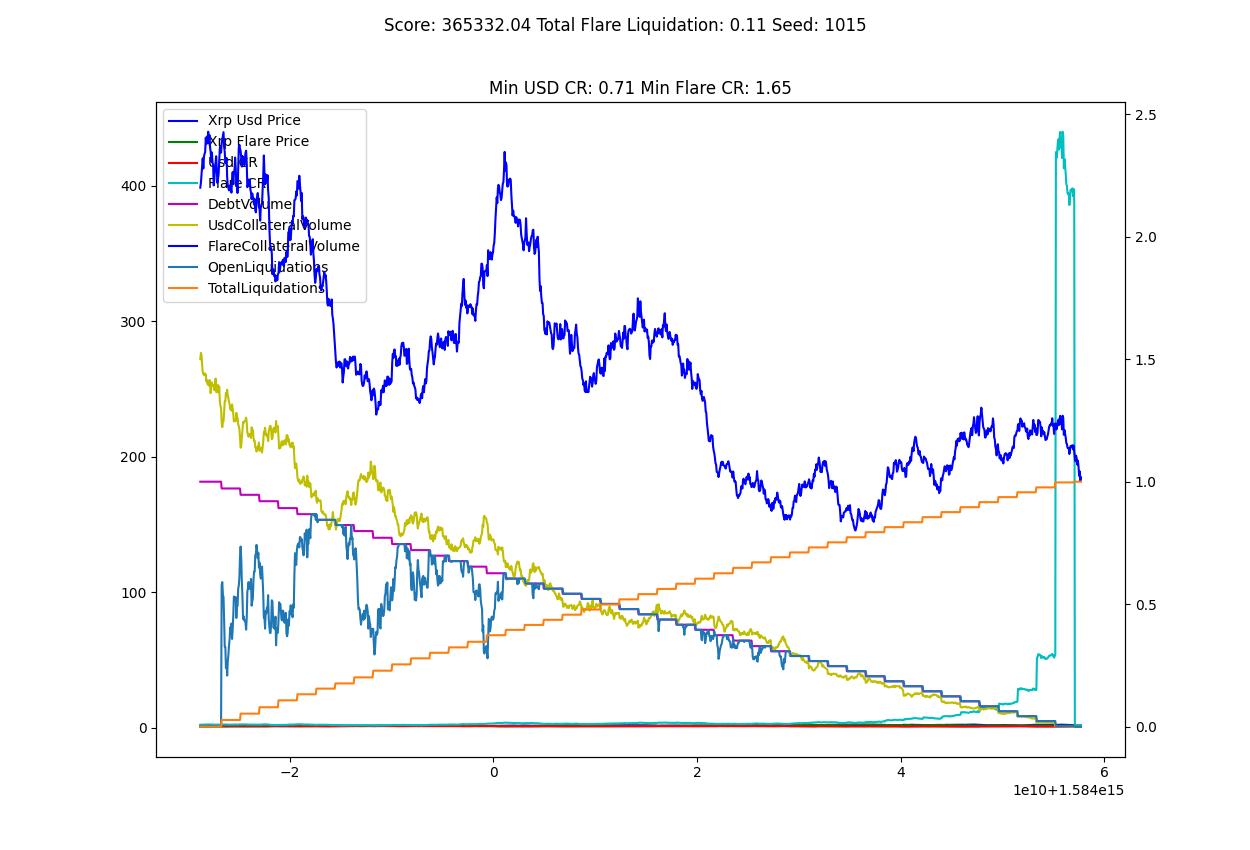 Score: 365332.04 Total Flare Liquidation: 0.11 Seed: 1015
Min USD CR: 0.71 Min Flare CR: 1.65
Xrp Usd Price
Xrp Flare Price
Usd CR
Flare CR
DebtVolume
UsdCollateralVolume
FlareCollateralVolume
OpenLiquidations
TotalLiquidations
400
300
200
100
0
2.5
2.0
1.5
1.0
0.5
0.0
−2
0
2
4
6
1e10+1.584e15